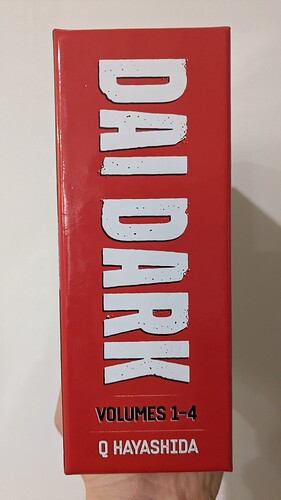 DAI DARK
VOLUMES 1-4
Q HAYASHIDA